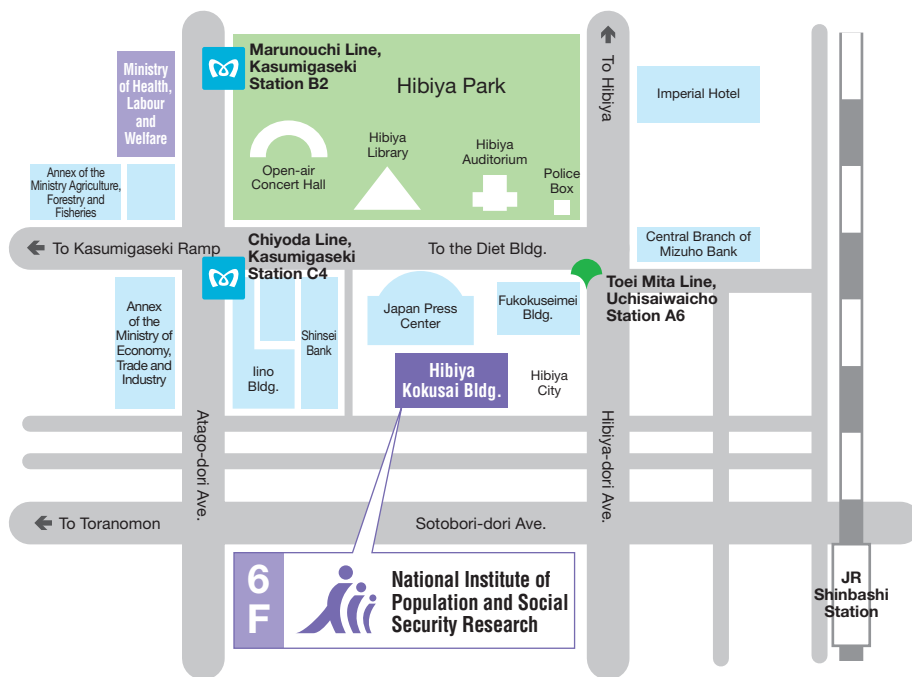 Marunouchi Line,
Kasumigaseki
Station B2
Ministry
of Health,
Labour
and
Welfare
Hibiya Park
To Hibiya
Imperial Hotel
Open-air
Concert Hall
Hibiya
Library
Hibiya
Auditorium
Police
Box
Annex of the
Ministry Agriculture,
Forestry and
Fisheries
To Kasumigaseki Ramp
Chiyoda Line,
Kasumigaseki
Station C4
To the Diet Bldg.
Central Branch of
Mizuho Bank
Toei Mita Line,
Uchisaiwaicho
Station A6
Annex
of the
Ministry of
Economy,
Trade and
Industry
Iino
Bldg.
Shinsei
Bank
Japan Press
Center
Fukokuseimei
Bldg.
Hibiya
Kokusai Bldg.
Hibiya
City
Atago-dori Ave.
Hibiya-dori Ave.
To Toranomon
Sotobori-dori Ave.
6
F
National Institute of
Population and Social
Security Research
JR
Shinbashi
Station